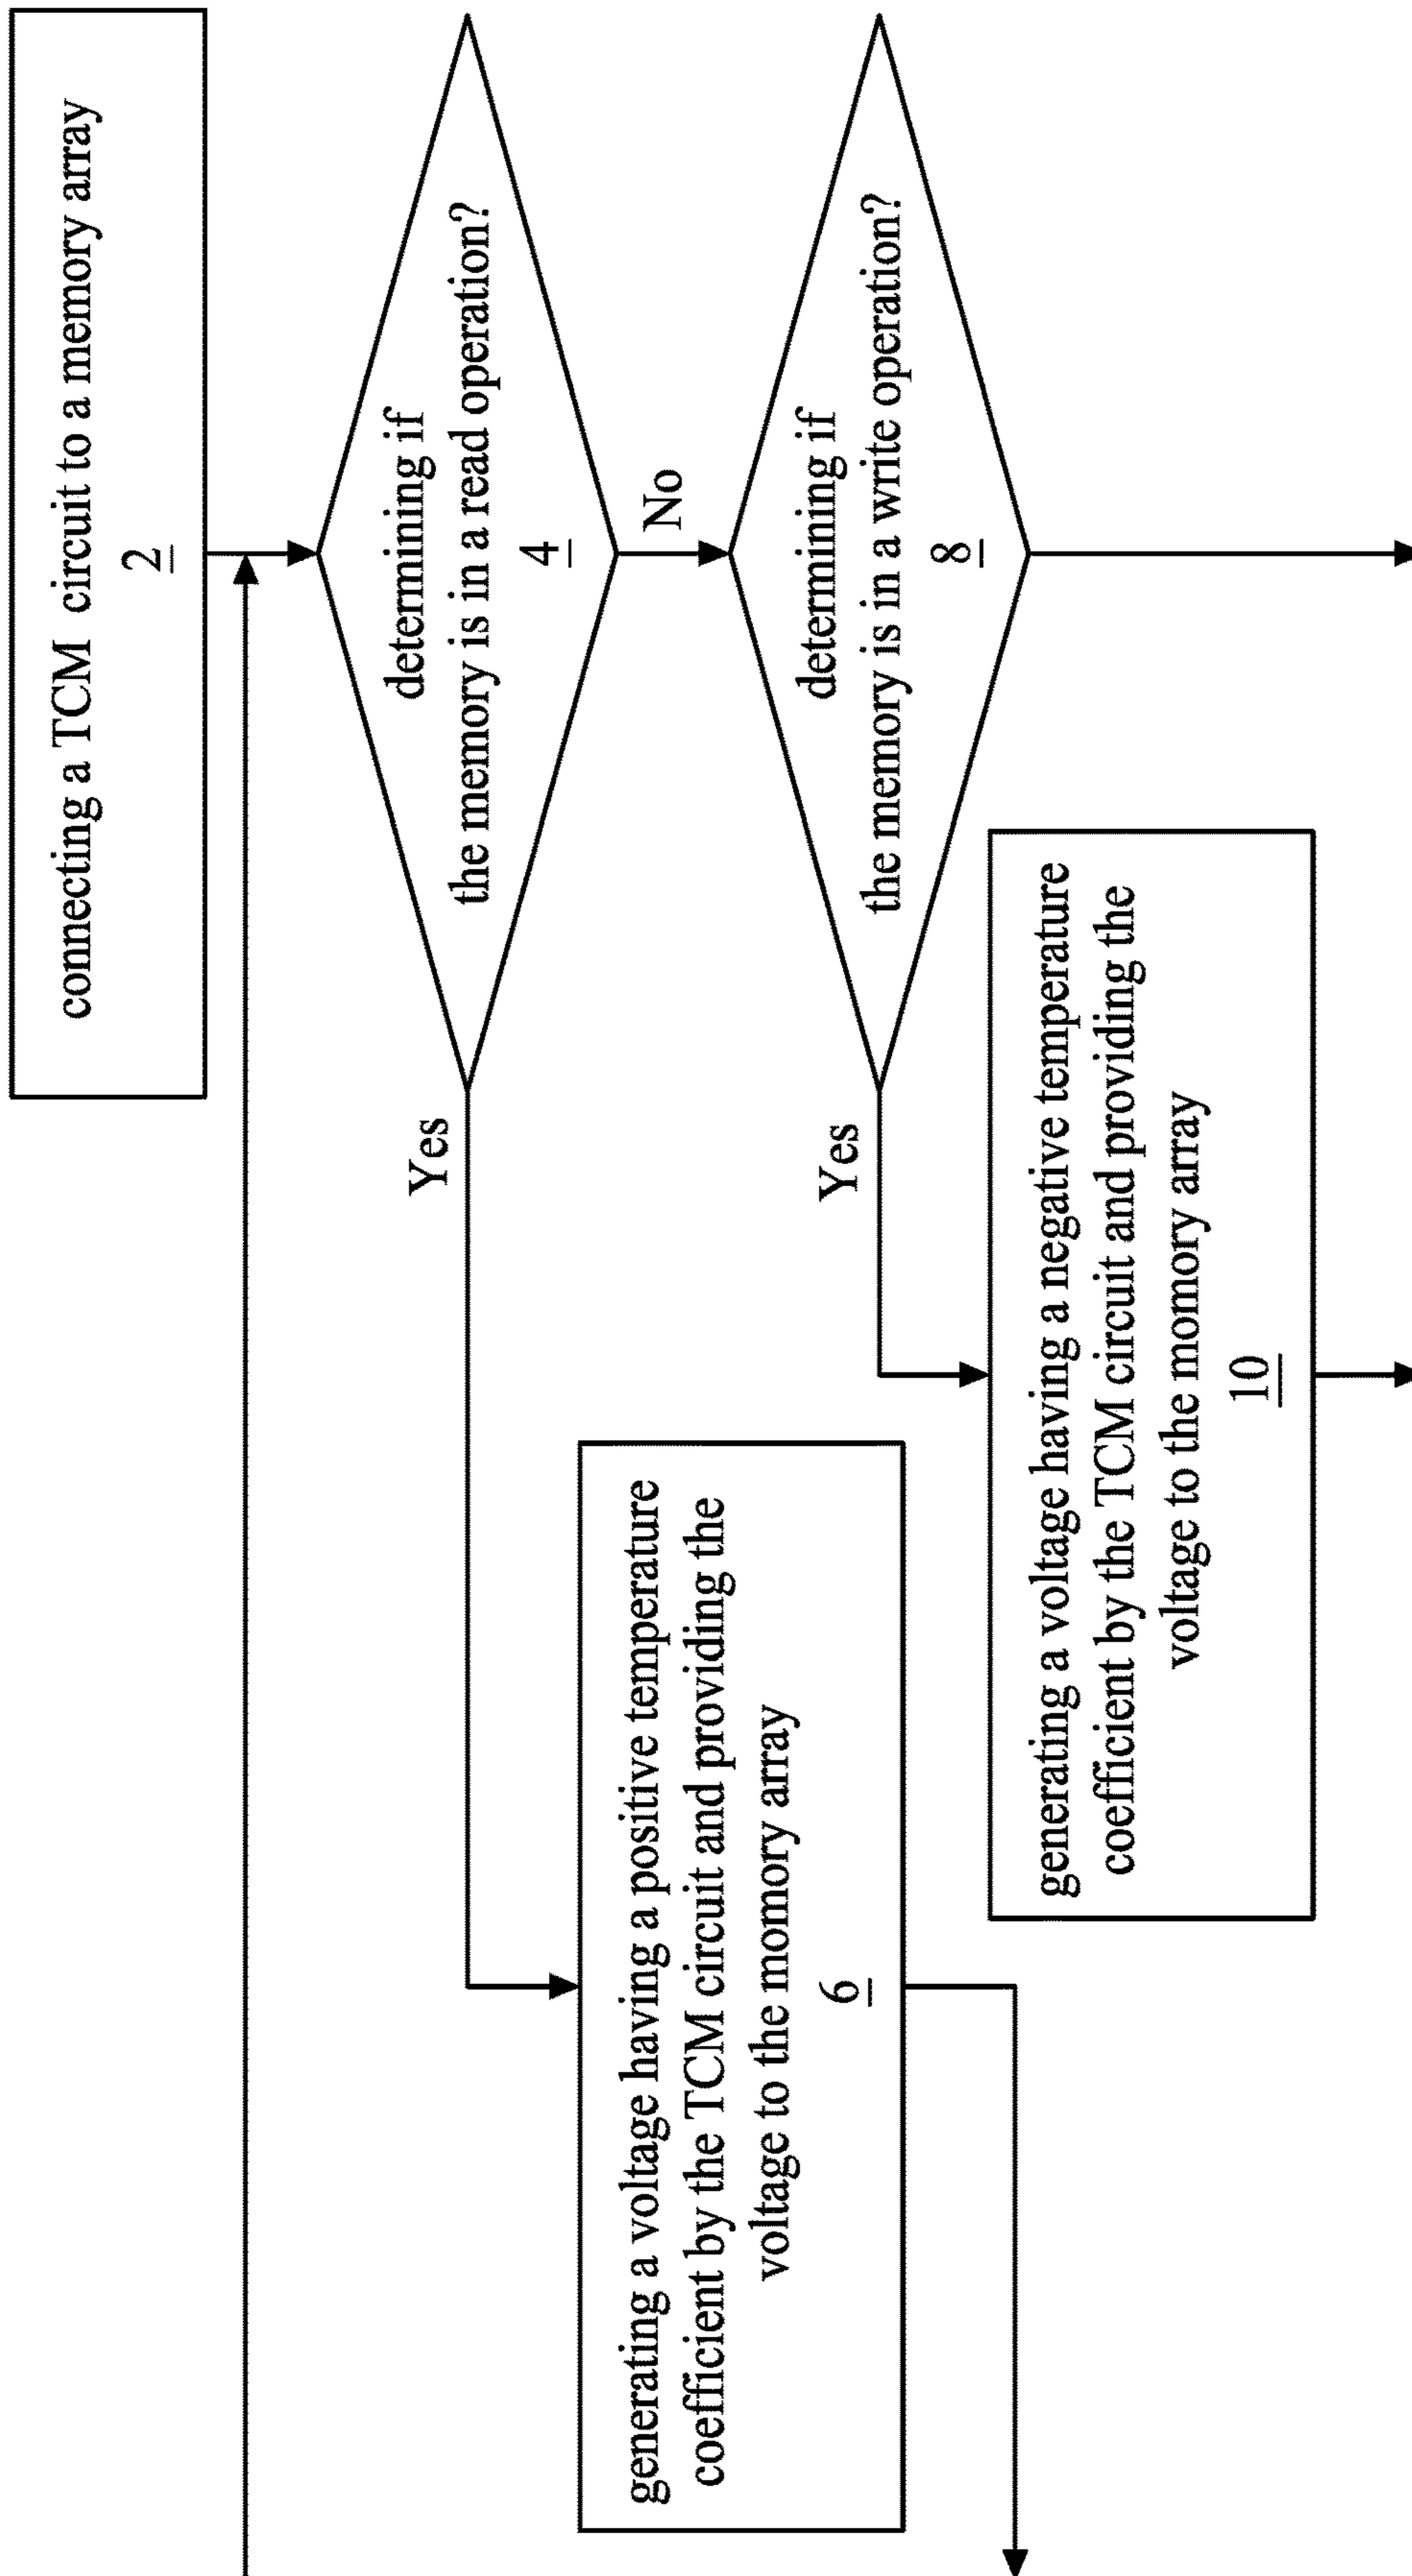 connecting a TCM circuit to a memory array
2
determining if
the memory is in a read operation?
4
Yes
No
generating a voltage having a positive temperature
coefficient by the TCM circuit and providing the
voltage to the momory array
6
determining if
the memory is in a write operation?
8
Yes
generating a voltage having a negative temperature
coefficient by the TCM circuit and providing the
voltage to the momory array
10